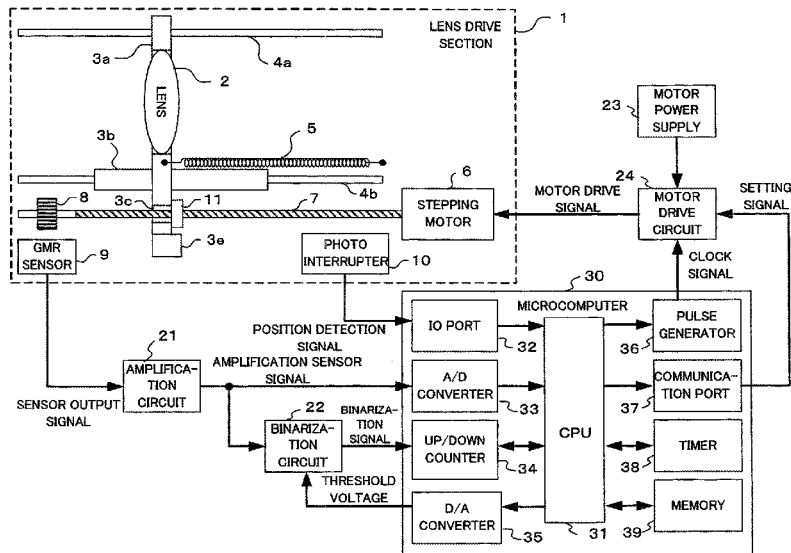 LENS DRIVE
SECTION
1
3a
4a
2
LENS
3b
5
MOTOR
POWER
SUPPLY
23
8
3c
11
7
4b
6
STEPPING
MOTOR
MOTOR DRIVE
SIGNAL
24
MOTOR
DRIVE
CIRCUIT
SETTING
SIGNAL
GMR
SENSOR
9
3e
PHOTO
INTERRUPTER
10
CLOCK
SIGNAL
30
MICROCOMPUTER
POSITION DETECTION
SIGNAL
IO PORT
32
PULSE
GENERATOR
36
21
AMPLIFICA-
TION
CIRCUIT
AMPLIFICATION SENSOR
SIGNAL
A/D
CONVERTER
33
CPU
31
COMMUNICA-
TION PORT
37
SENSOR OUTPUT
SIGNAL
22
BINARIZA-
TION
CIRCUIT
BINARIZA-
TION
SIGNAL
UP/DOWN
COUNTER
34
TIMER
38
THRESHOLD
VOLTAGE
D/A
CONVERTER
35
MEMORY
39